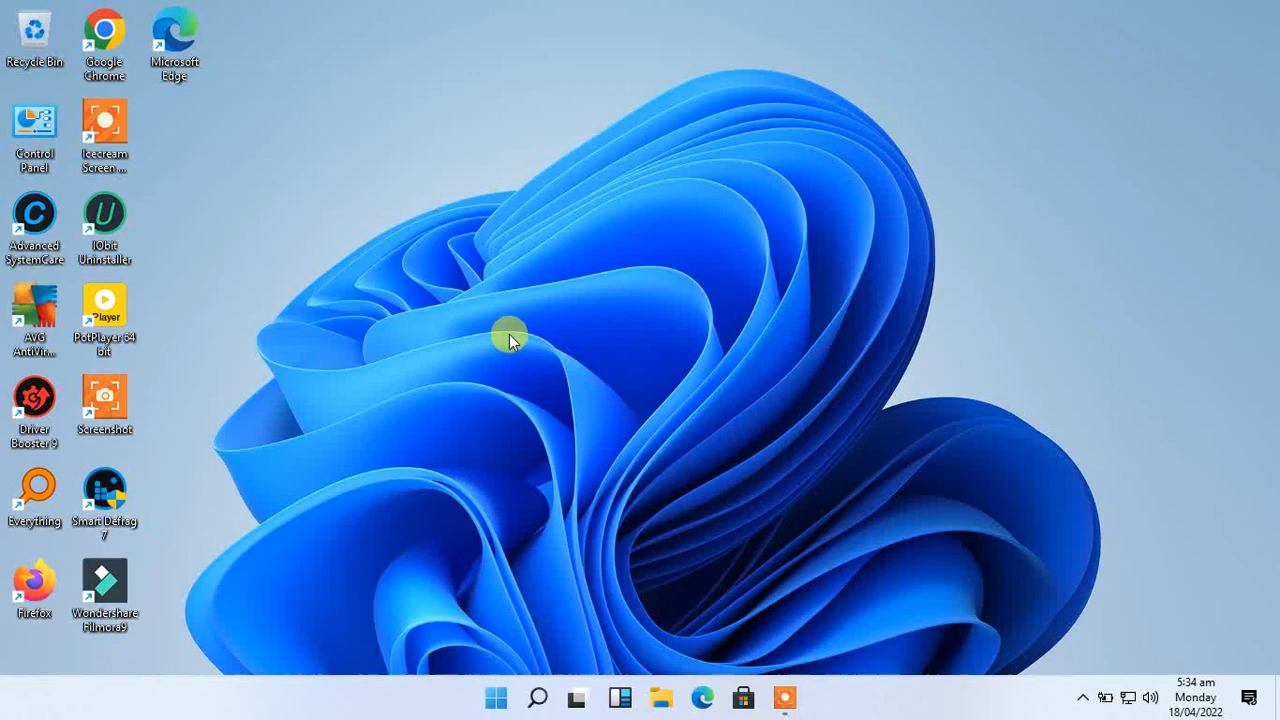 Recycle Bin
Google
Chrome
Microsoft
Edge
Control
Panel
Icecream
Screen ...
Advanced
SystemCare
IObit
Uninstaller
AVG
AntiVir...
Player
PotPlayer 64
bit
Driver
Booster 9
Screenshot
Everything
Smart Defrag
7
Firefox
Wondershare
Filmora9
5:34 am
Monday
18/04/2022